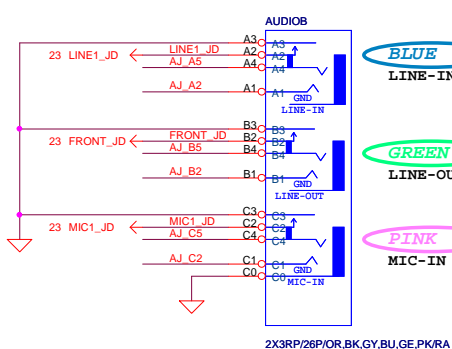 AUDIOB
A3 A3
23 LINE1_JD LINE1_JD A2 A2
AJ_A5 A4 A4
BLUE
LINE-IN
AJ_A2 A1 A1
GND
LINE-IN
B3 B3
23 FRONT_JD FRONT_JD B2 B2
AJ_B5 B4 B4
GREEN
LINE-OU
AJ_B2 B1 B1
GND
LINE-OUT
C3 C3
23 MIC1_JD MIC1_JD C2 C2
AJ_C5 C4 C4
PINK
MIC-IN
AJ_C2 C1 C1
GND
C0 C0
MIC-IN
2X3RP/26P/OR,BK,GY,BU,GE,PK/RA